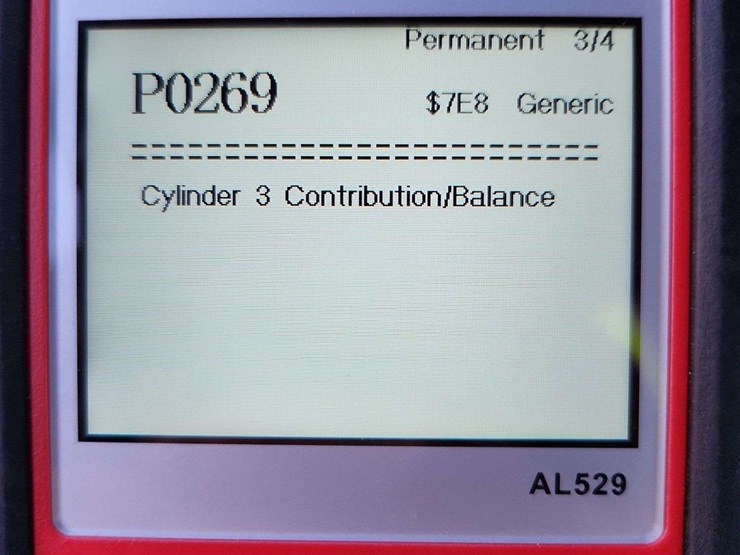 Permanent 3/4
P0269 $7E8 Generic
==========================
Cylinder 3 Contribution/Balance
AL529